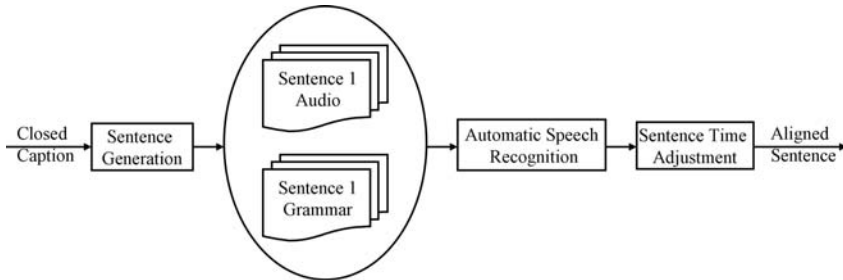 Closed
Caption
Sentence
Generation
Sentence 1
Audio
Sentence 1
Grammar
Automatic Speech
Recognition
Sentence Time
Adjustment
Aligned
Sentence